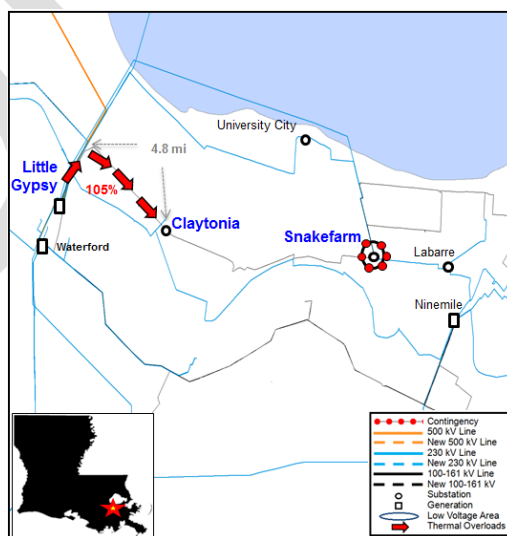 University City
4.8 mi
Little
Gypsy
105%
Claytonia
Snakefarm
Waterford
Labarre
Ninemile
Contingency
500 kV Line
New 500 kV Line
230 kV Line
New 230 kV Line
100-161 kV Line
New 100-161 kV
Substation
Generation
Low Voltage Area
Thermal Overloads